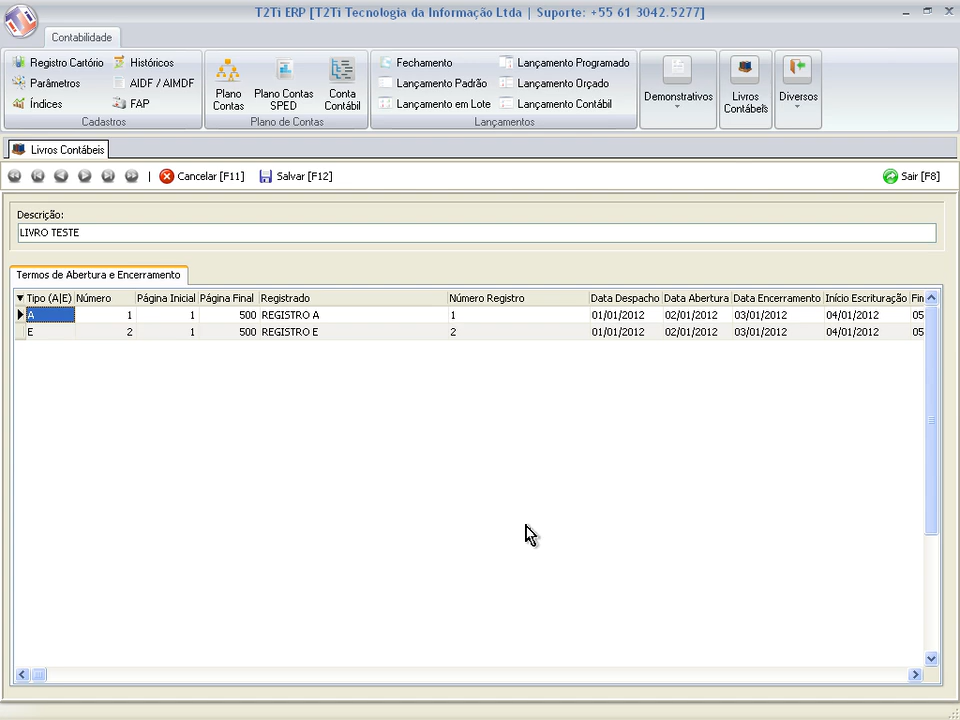 T2Ti ERP [T2Ti Tecnologia da Informação Ltda | Suporte: +55 61 3042.5277]
Contabilidade
Registro Cartório
Históricos
Parâmetros
AIDF / AIMDF
Índices
FAP
Cadastros
Plano Contas
Plano Contas SPED
Conta Contábil
Plano de Contas
Fechamento
Lançamento Programado
Lançamento Padrão
Lançamento Orçado
Lançamento em Lote
Lançamento Contábil
Lançamentos
Demonstrativos
Livros Contábeis
Diversos
Livros Contábeis
| Cancelar [F11] Salvar [F12] Sair [F8]
Descrição:
LIVRO TESTE
Termos de Abertura e Encerramento
Tipo (A|E) Número Página Inicial Página Final Registrado Número Registro Data Despacho Data Abertura Data Encerramento Início Escrituração Fin
A 1 1 500 REGISTRO A 1 01/01/2012 02/01/2012 03/01/2012 04/01/2012 05
E 2 1 500 REGISTRO E 2 01/01/2012 02/01/2012 03/01/2012 04/01/2012 05